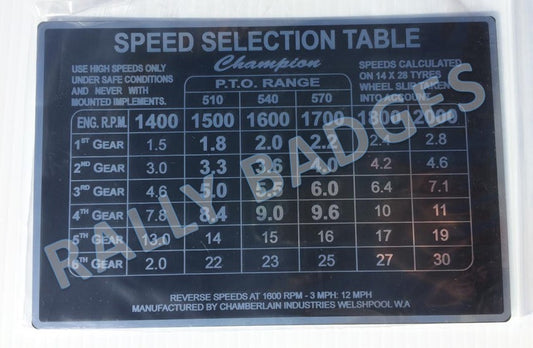 SPEED SELECTION TABLE
Champion
USE HIGH SPEEDS ONLY
UNDER SAFE CONDITIONS
AND NEVER WITH
MOUNTED IMPLEMENTS.
P.T.O. RANGE
510 540 570
SPEEDS CALCULATED
ON 14 X 28 TYRES
WHEEL SLIP TAKEN
INTO ACCOUNT
ENG. R.P.M. 1400 1500 1600 1700 1800 2000
1ST GEAR 1.5 1.8 2.0 2.2 2.4 2.8
2ND GEAR 3.0 3.3 3.6 4.0 4.2 4.6
3RD GEAR 4.6 5.0 5.5 6.0 6.4 7.1
4TH GEAR 7.8 8.4 9.0 9.6 10 11
5TH GEAR 13.0 14 15 16 17 19
6TH GEAR 2.0 22 23 25 27 30
REVERSE SPEEDS AT 1600 RPM - 3 MPH: 12 MPH
MANUFACTURED BY CHAMBERLAIN INDUSTRIES WELSHPOOL W.A
RALLY BADGES